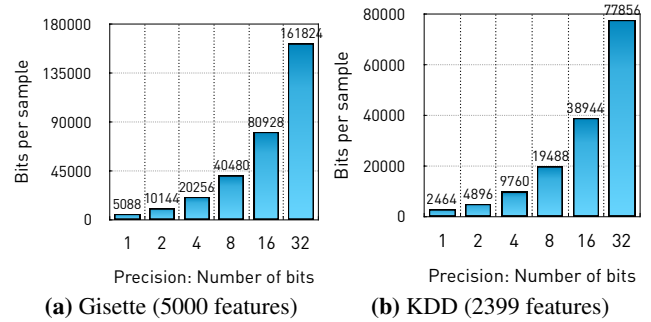 180000
135000
90000
45000
0
Bits per sample
5088
10144
20256
40480
80928
161824
1 2 4 8 16 32
Precision: Number of bits
(a) Gisette (5000 features)
80000
60000
40000
20000
0
Bits per sample
2464
4896
9760
19488
38944
77856
1 2 4 8 16 32
Precision: Number of bits
(b) KDD (2399 features)